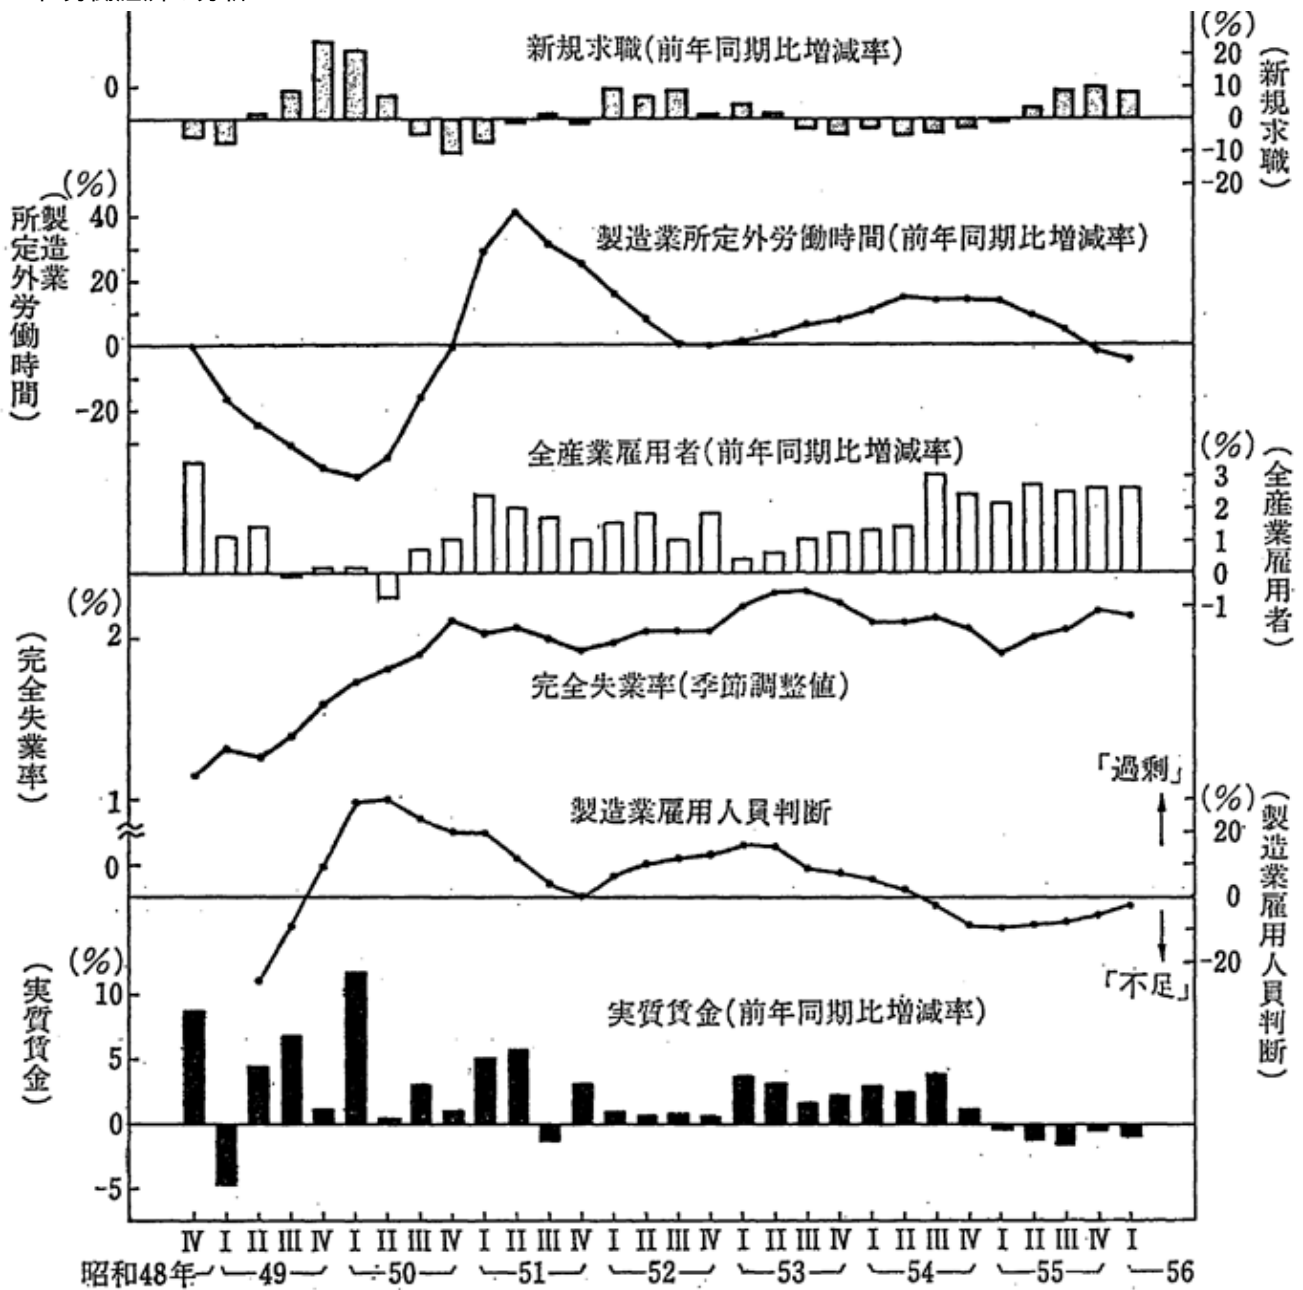 新規求職(前年同期比増減率)
(%)
20
10
0
-10
-20
(新規求職)
0
(%)
40
20
0
-20
(製造業所定外労働時間)
製造業所定外労働時間(前年同期比増減率)
全産業雇用者(前年同期比増減率)
(%)
3
2
1
0
-1
(全産業雇用者)
(%)
2
1
0
(完全失業率)
完全失業率(季節調整値)
「過剰」
製造業雇用人員判断
(%)
20
0
-20
(製造業雇用人員判断)
「不足」
(%)
10
5
0
-5
(実質賃金)
実質賃金(前年同期比増減率)
IV I II III IV I II III IV I II III IV I II III IV I II III IV I II III IV I II III IV I
昭和48年 49 50 51 52 53 54 55 56